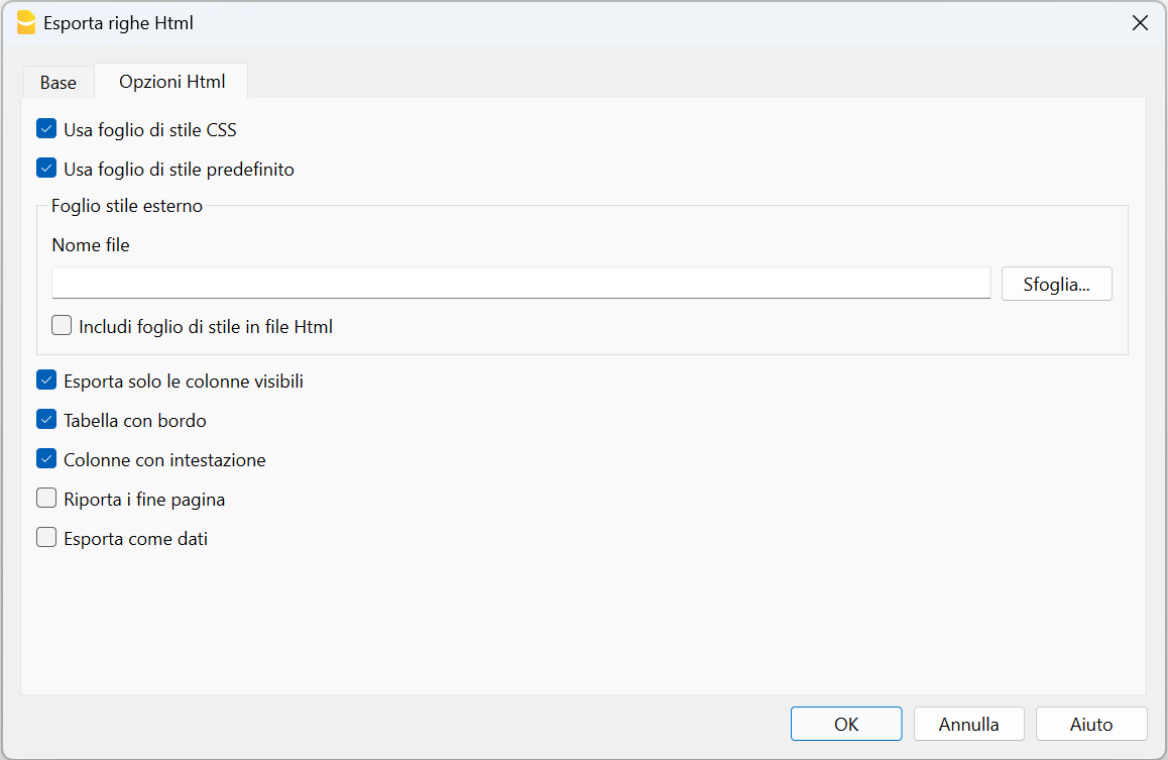 Esporta righe Html
Base
Opzioni Html
Usa foglio di stile CSS
Usa foglio di stile predefinito
Foglio stile esterno
Nome file
Sfoglia...
Includi foglio di stile in file Html
Esporta solo le colonne visibili
Tabella con bordo
Colonne con intestazione
Riporta i fine pagina
Esporta come dati
OK
Annulla
Aiuto